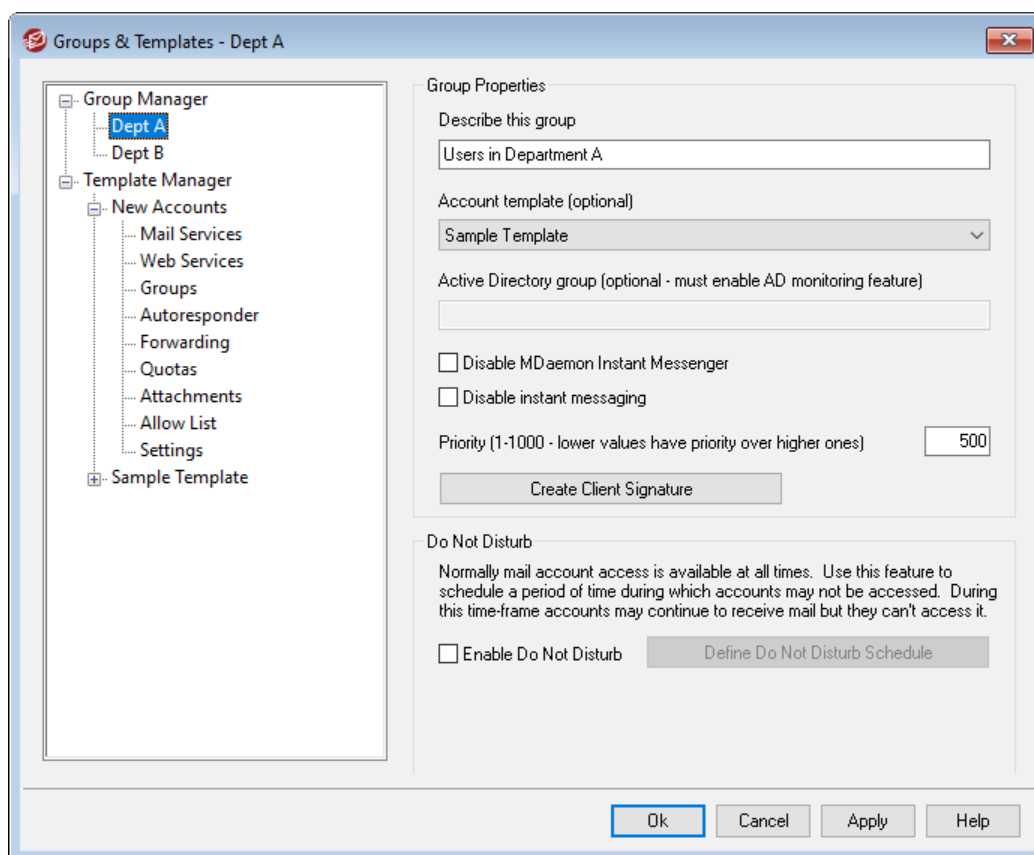 Groups & Templates - Dept A
Group Manager
Dept A
Dept B
Template Manager
New Accounts
Mail Services
Web Services
Groups
Autoresponder
Forwarding
Quotas
Attachments
Allow List
Settings
Sample Template
Group Properties
Describe this group
Users in Department A
Account template (optional)
Sample Template
Active Directory group (optional - must enable AD monitoring feature)
Disable MDaemon Instant Messenger
Disable instant messaging
Priority (1-1000 - lower values have priority over higher ones) 500
Create Client Signature
Do Not Disturb
Normally mail account access is available at all times. Use this feature to
schedule a period of time during which accounts may not be accessed. During
this time-frame accounts may continue to receive mail but they can't access it.
Enable Do Not Disturb Define Do Not Disturb Schedule
Ok Cancel Apply Help